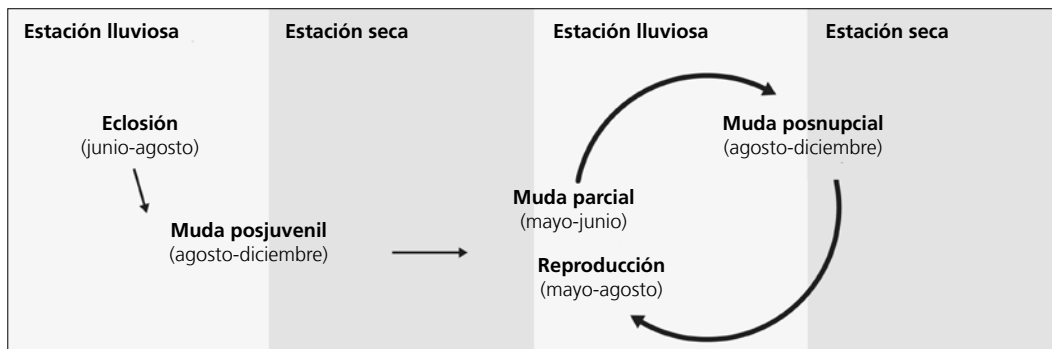 Estación lluviosa
Estación seca
Estación lluviosa
Estación seca
Eclosión
(junio-agosto)
Muda posjuvenil
(agosto-diciembre)
Muda parcial
(mayo-junio)
Reproducción
(mayo-agosto)
Muda posnupcial
(agosto-diciembre)